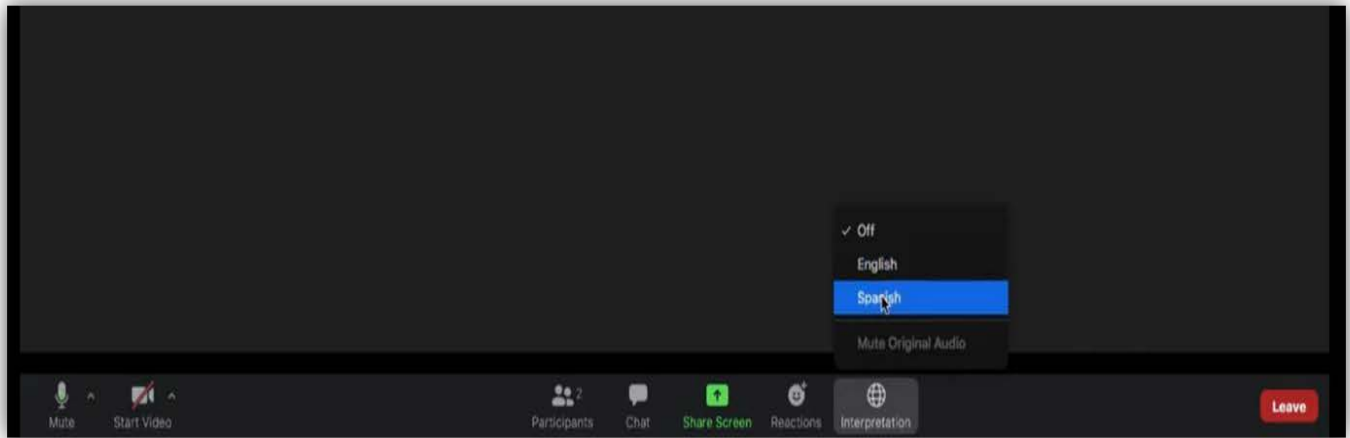 ✓ Off
English
Spanish
Mute Original Audio
Mute
Start Video
Participants 2
Chat
Share Screen
Reactions
Interpretation
Leave